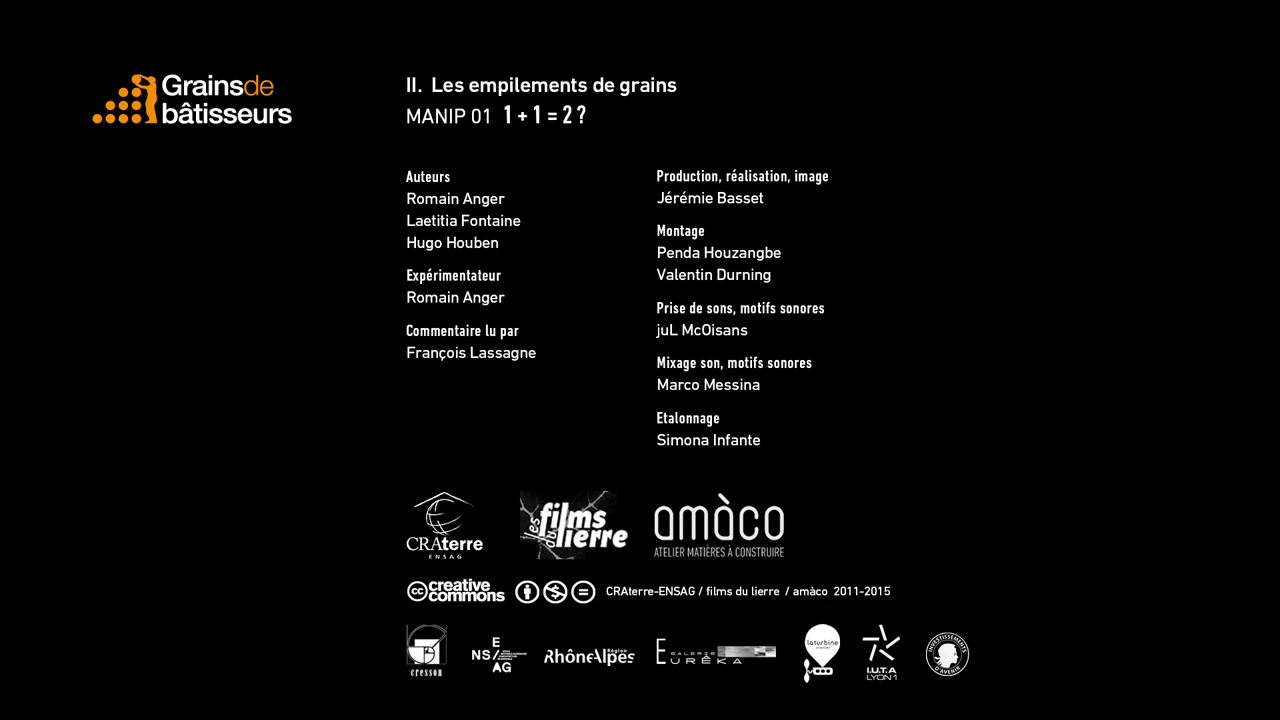 Grainsde
bâtisseurs
II. Les empilements de grains
MANIP 01 1 + 1 = 2 ?
Auteurs
Romain Anger
Laetitia Fontaine
Hugo Houben
Expérimentateur
Romain Anger
Commentaire lu par
François Lassagne
Production, réalisation, image
Jérémie Basset
Montage
Penda Houzangbe
Valentin Durning
Prise de sons, motifs sonores
juL McOisans
Mixage son, motifs sonores
Marco Messina
Etalonnage
Simona Infante
CRAterre
ENSAG
les films
du lierre
amàco
ATELIER MATIÈRES À CONSTRUIRE
cc creative
commons
CRAterre-ENSAG / films du lierre / amàco 2011-2015
cresson
E
NS/
AG
Région
RhôneAlpes
GALERIE
EURÊKA
laturbine
I.U.T.A
LYON 1
INVESTISSEMENTS
D'AVENIR